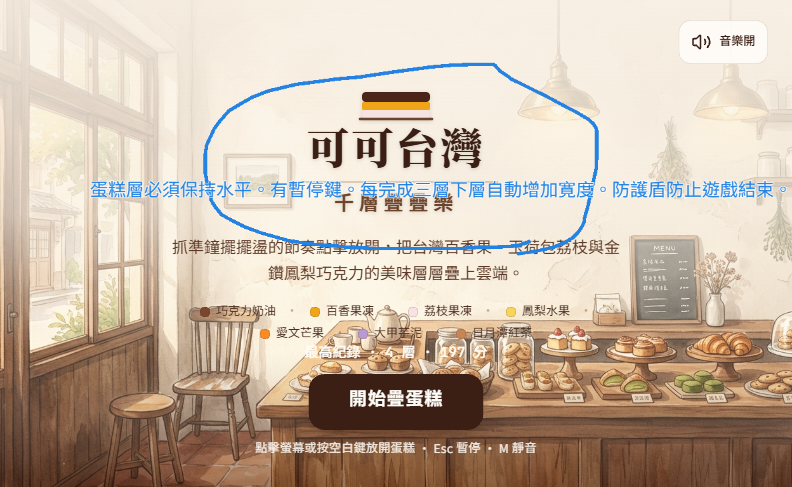 音樂開
可可台灣
蛋糕層必須保持水平。有暫停鍵。每完成三層下層自動增加寬度。防護盾防止遊戲結束。
千層疊疊樂
抓準鐘擺擺盪的節奏點擊放開，把台灣百香果、玉荷包荔枝與金
鑽鳳梨巧克力的美味層層疊上雲端。
巧克力奶油 · 百香果凍 · 荔枝果凍 · 鳳梨水果 ·
愛文芒果 · 大甲芋泥 · 日月潭紅茶
最高紀錄 : 4 層 · 197 分
開始疊蛋糕
點擊螢幕或按空白鍵放開蛋糕 · Esc 暫停 · M 靜音
MENU